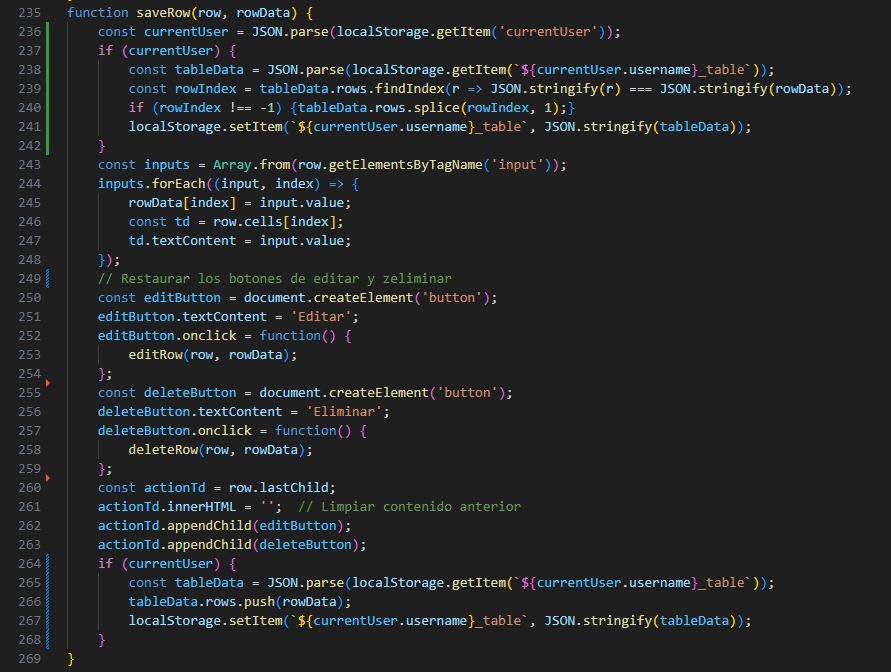 235 function saveRow(row, rowData) {
236     const currentUser = JSON.parse(localStorage.getItem('currentUser'));
237     if (currentUser) {
238         const tableData = JSON.parse(localStorage.getItem(`${currentUser.username}_table`));
239         const rowIndex = tableData.rows.findIndex(r => JSON.stringify(r) === JSON.stringify(rowData));
240         if (rowIndex !== -1) {tableData.rows.splice(rowIndex, 1);}
241         localStorage.setItem(`${currentUser.username}_table`, JSON.stringify(tableData));
242     }
243     const inputs = Array.from(row.getElementsByTagName('input'));
244     inputs.forEach((input, index) => {
245         rowData[index] = input.value;
246         const td = row.cells[index];
247         td.textContent = input.value;
248     });
249     // Restaurar los botones de editar y zeliminar
250     const editButton = document.createElement('button');
251     editButton.textContent = 'Editar';
252     editButton.onclick = function() {
253         editRow(row, rowData);
254     };
255     const deleteButton = document.createElement('button');
256     deleteButton.textContent = 'Eliminar';
257     deleteButton.onclick = function() {
258         deleteRow(row, rowData);
259     };
260     const actionTd = row.lastChild;
261     actionTd.innerHTML = '';  // Limpiar contenido anterior
262     actionTd.appendChild(editButton);
263     actionTd.appendChild(deleteButton);
264     if (currentUser) {
265         const tableData = JSON.parse(localStorage.getItem(`${currentUser.username}_table`));
266         tableData.rows.push(rowData);
267         localStorage.setItem(`${currentUser.username}_table`, JSON.stringify(tableData));
268     }
269 }